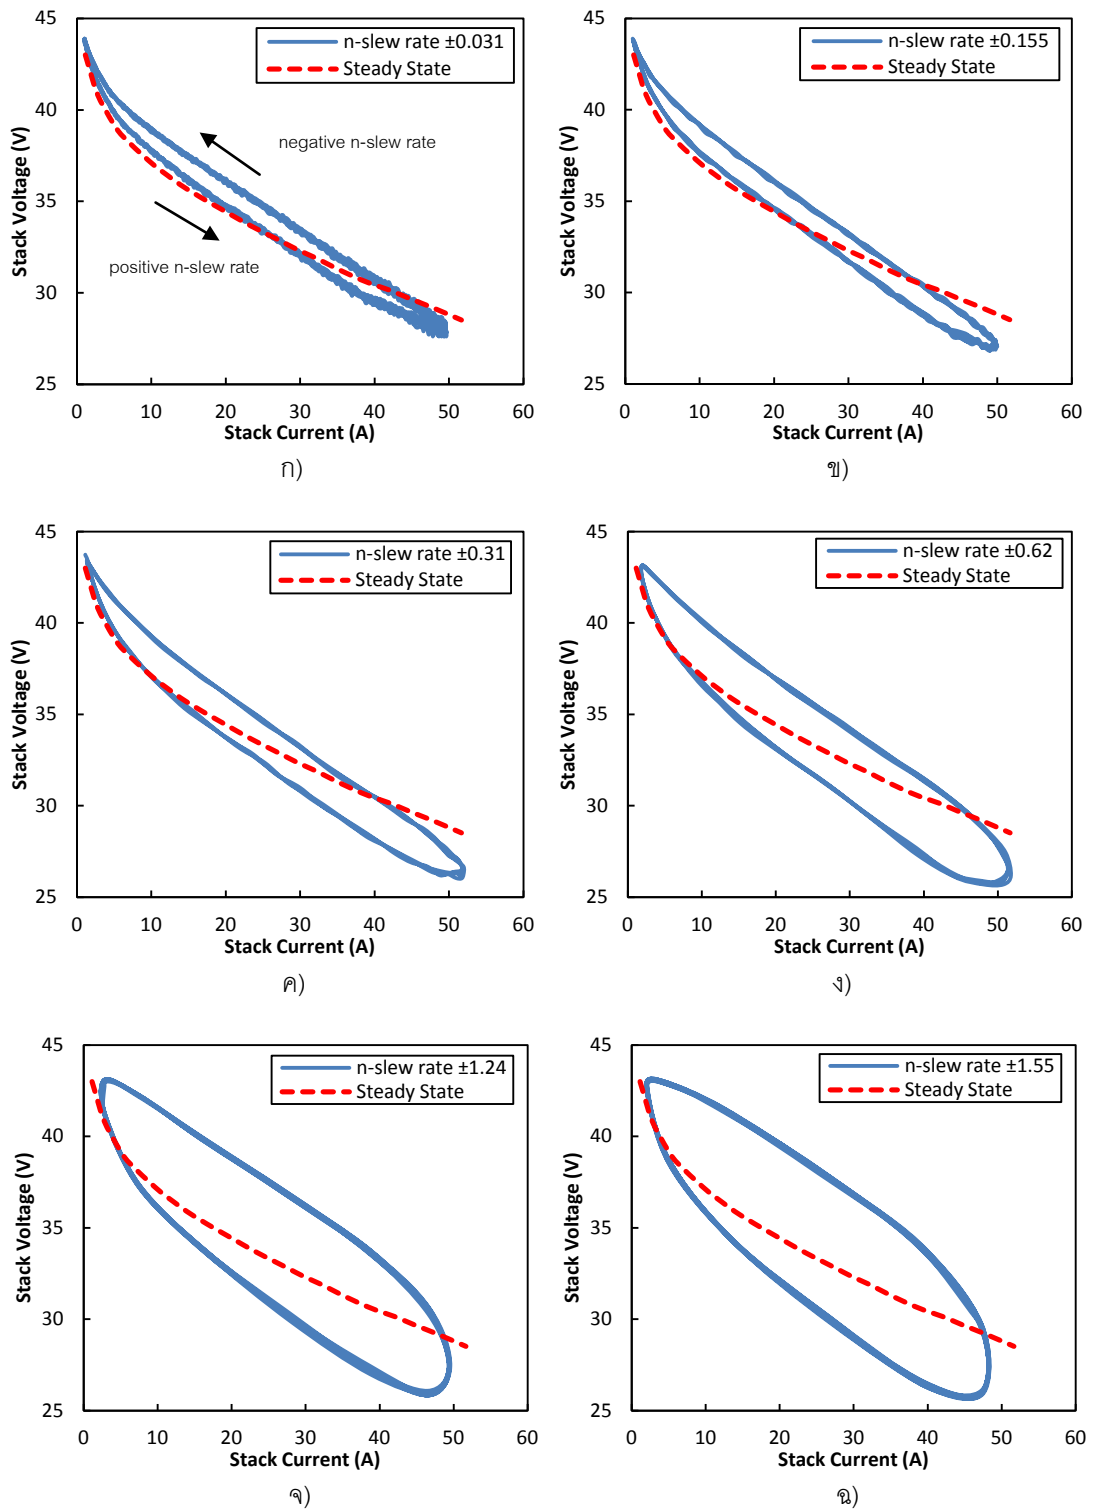 45
40
35
30
25
Stack Voltage (V)
n-slew rate ±0.031
Steady State
negative n-slew rate
positive n-slew rate
0 10 20 30 40 50 60
Stack Current (A)
ก)
45
40
35
30
25
Stack Voltage (V)
n-slew rate ±0.155
Steady State
0 10 20 30 40 50 60
Stack Current (A)
ข)
45
40
35
30
25
Stack Voltage (V)
n-slew rate ±0.31
Steady State
0 10 20 30 40 50 60
Stack Current (A)
ค)
45
40
35
30
25
Stack Voltage (V)
n-slew rate ±0.62
Steady State
0 10 20 30 40 50 60
Stack Current (A)
ง)
45
40
35
30
25
Stack Voltage (V)
n-slew rate ±1.24
Steady State
0 10 20 30 40 50 60
Stack Current (A)
จ)
45
40
35
30
25
Stack Voltage (V)
n-slew rate ±1.55
Steady State
0 10 20 30 40 50 60
Stack Current (A)
ฉ)